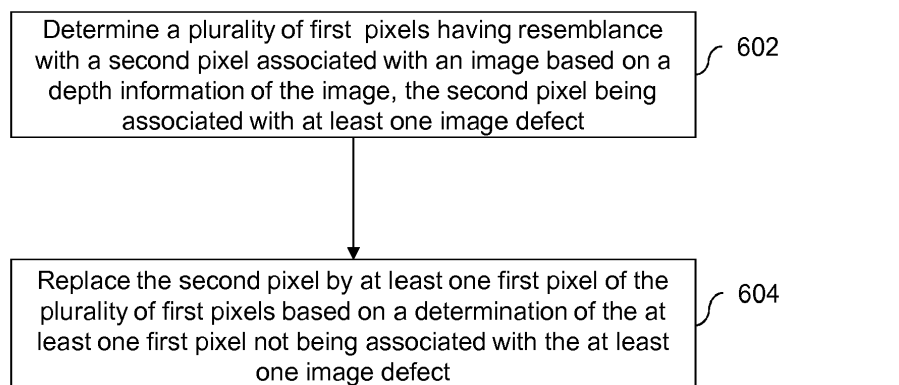 Determine a plurality of first pixels having resemblance
with a second pixel associated with an image based on a
depth information of the image, the second pixel being
associated with at least one image defect
602
Replace the second pixel by at least one first pixel of the
plurality of first pixels based on a determination of the at
least one first pixel not being associated with the at least
one image defect
604